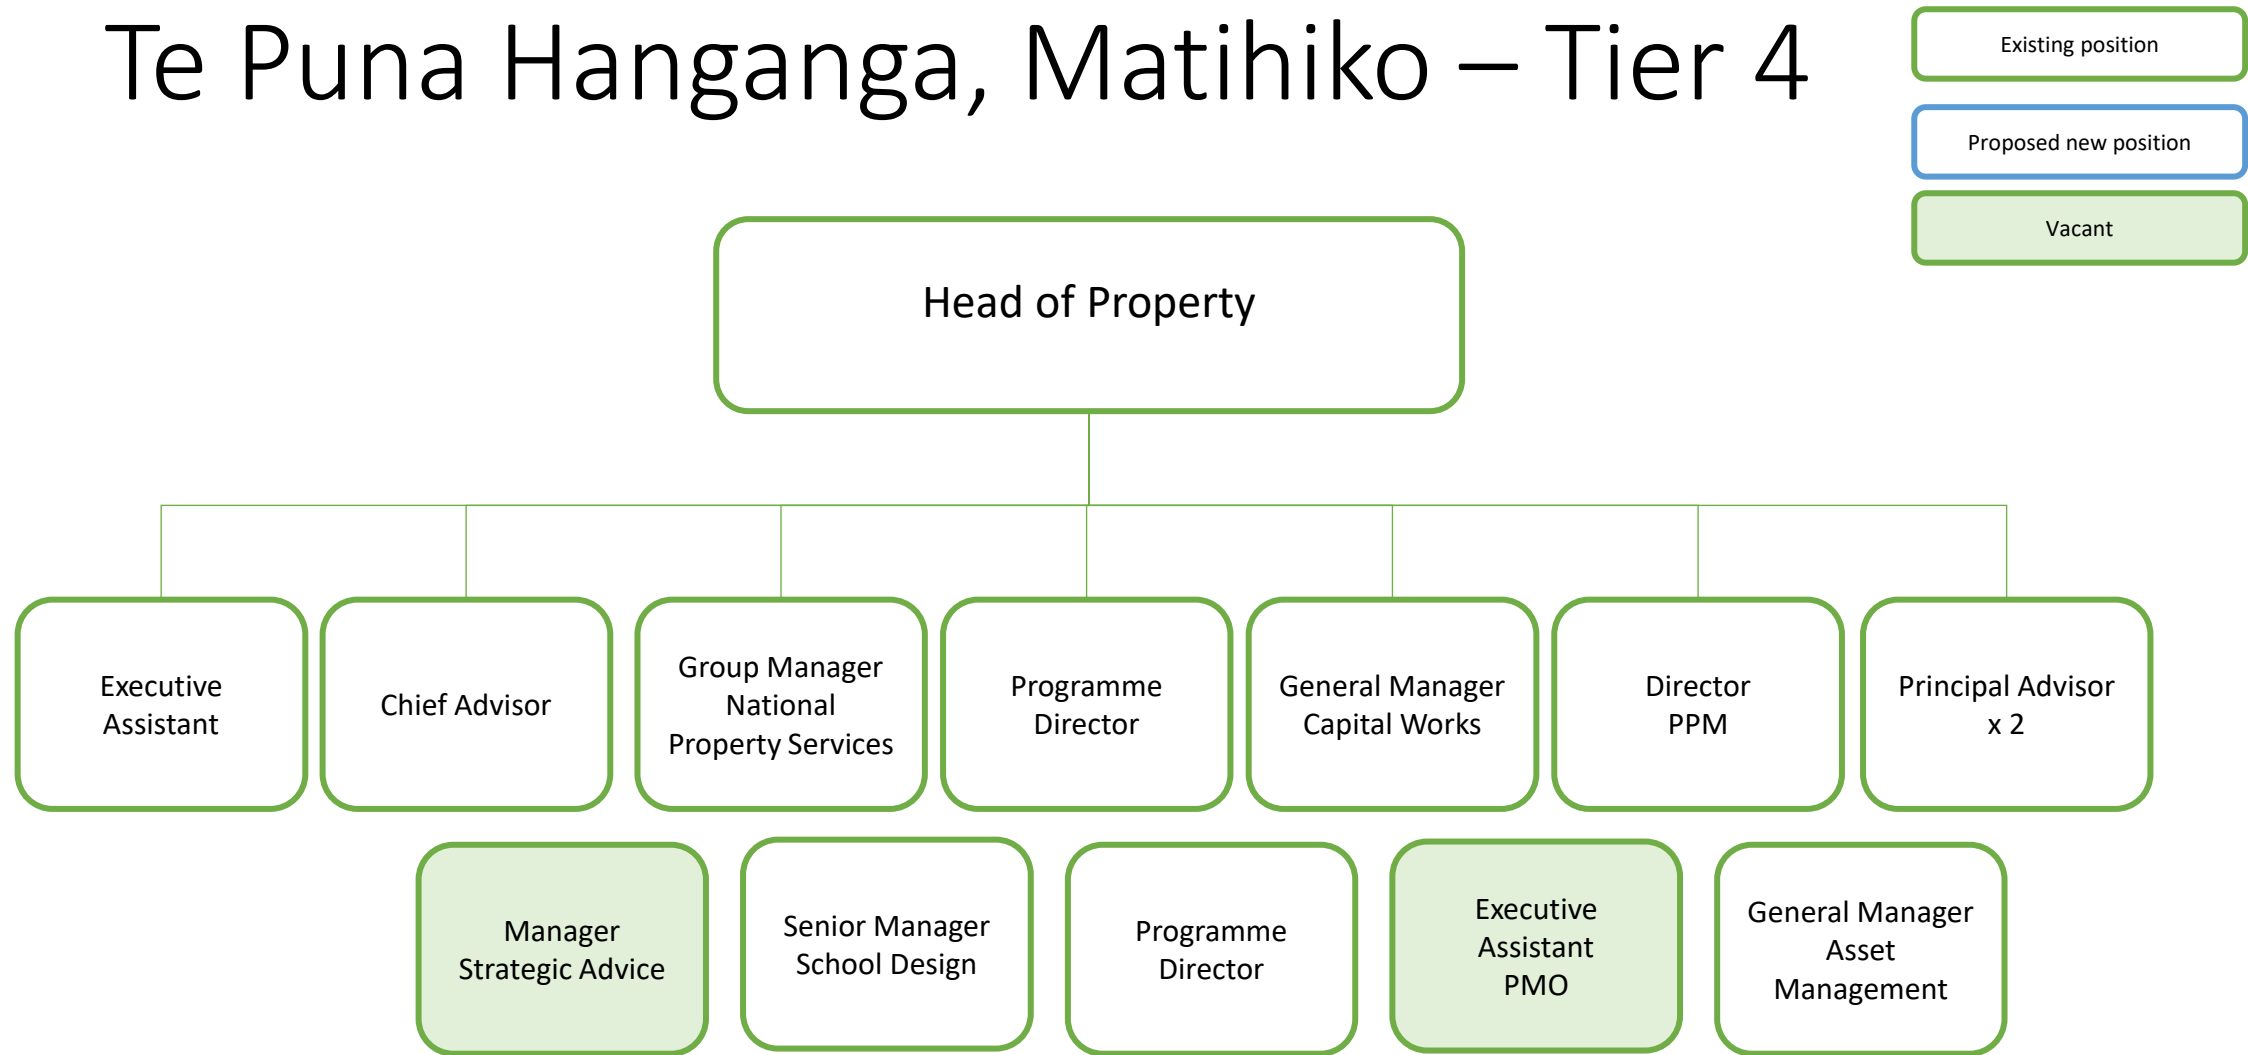 Te Puna Hanganga, Matihiko – Tier 4
Existing position
Proposed new position
Vacant
Head of Property
Executive
Assistant
Chief Advisor
Group Manager
National
Property Services
Programme
Director
General Manager
Capital Works
Director
PPM
Principal Advisor
x 2
Manager
Strategic Advice
Senior Manager
School Design
Programme
Director
Executive
Assistant
PMO
General Manager
Asset
Management